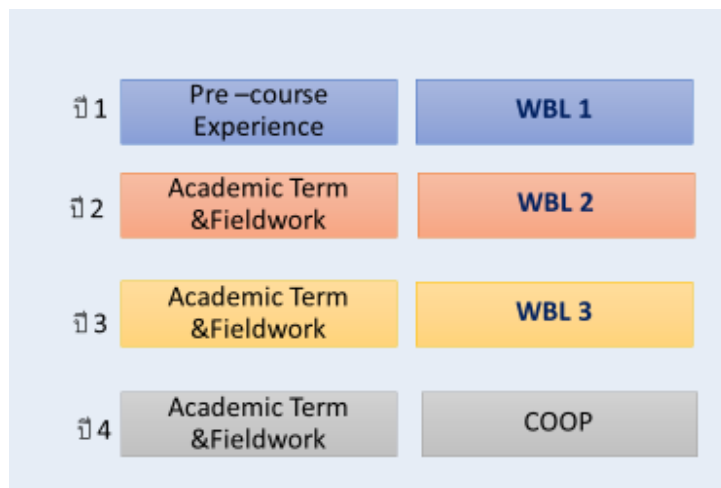 ปี 1
Pre –course
Experience
WBL 1
ปี 2
Academic Term
&Fieldwork
WBL 2
ปี 3
Academic Term
&Fieldwork
WBL 3
ปี 4
Academic Term
&Fieldwork
COOP